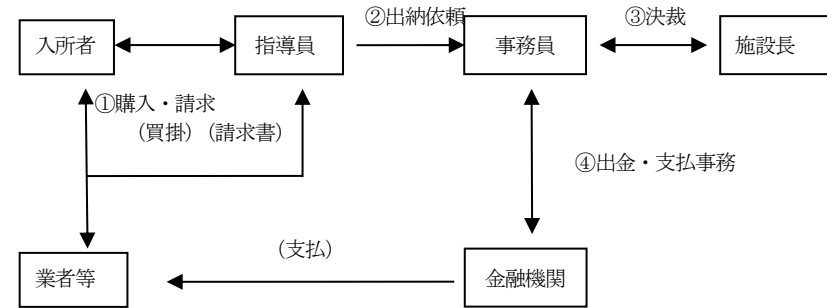 ②出納依頼
③決裁
入所者
指導員
事務員
施設長
①購入・請求
(買掛)(請求書)
④出金・支払事務
(支払)
業者等
金融機関